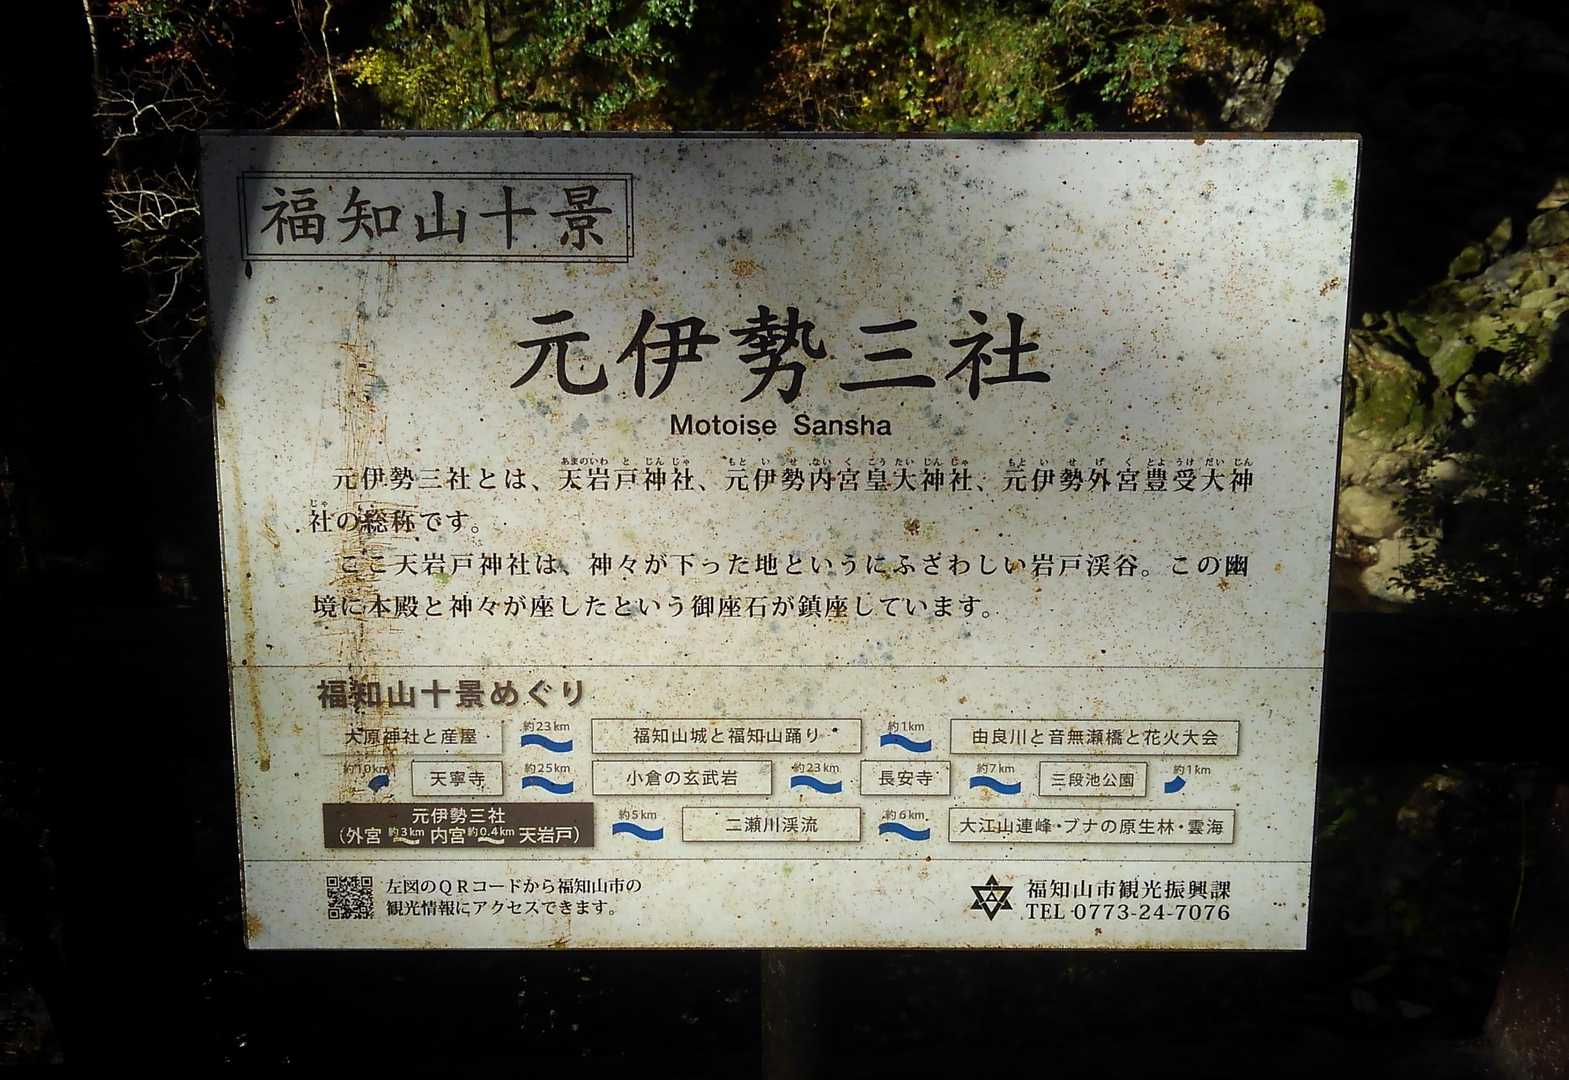 福知山十景
元伊勢三社
Motoise Sansha
元伊勢三社とは、天岩戸神社、元伊勢内宮皇大神社、元伊勢外宮豊受大神
社の総称です。
ここ天岩戸神社は、神々が下った地というにふさわしい岩戸渓谷。この幽
境に本殿と神々が座したという御座石が鎮座しています。
福知山十景めぐり
大原神社と産屋 約23km 福知山城と福知山踊り 約1km 由良川と音無瀬橋と花火大会
約10km 天寧寺 約25km 小倉の玄武岩 約23km 長安寺 約7km 三段池公園 約1km
元伊勢三社
(外宮 約3km 内宮 約0.4km 天岩戸) 約5km 二瀬川渓流 約6km 大江山連峰・ブナの原生林・雲海
左図のQRコードから福知山市の
観光情報にアクセスできます。
福知山市観光振興課
TEL 0773-24-7076